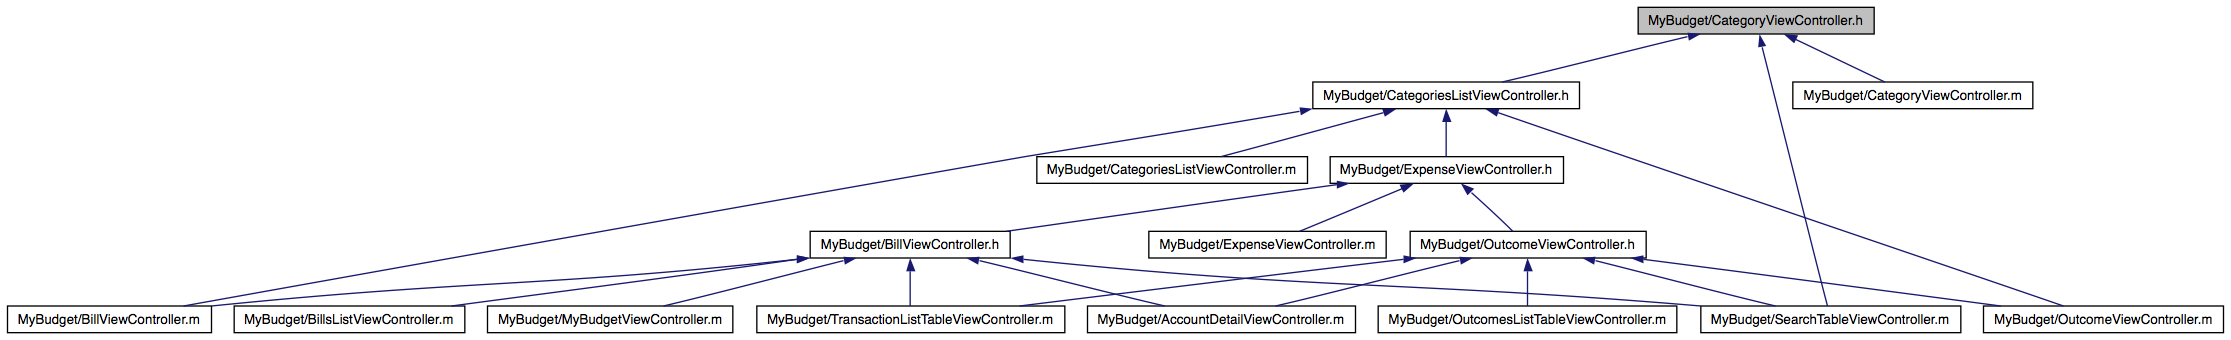 MyBudget/CategoryViewController.h
MyBudget/CategoriesListViewController.h
MyBudget/CategoryViewController.m
MyBudget/CategoriesListViewController.m
MyBudget/ExpenseViewController.h
MyBudget/BillViewController.h
MyBudget/ExpenseViewController.m
MyBudget/OutcomeViewController.h
MyBudget/BillViewController.m
MyBudget/BillsListViewController.m
MyBudget/MyBudgetViewController.m
MyBudget/TransactionListTableViewController.m
MyBudget/AccountDetailViewController.m
MyBudget/OutcomesListTableViewController.m
MyBudget/SearchTableViewController.m
MyBudget/OutcomeViewController.m